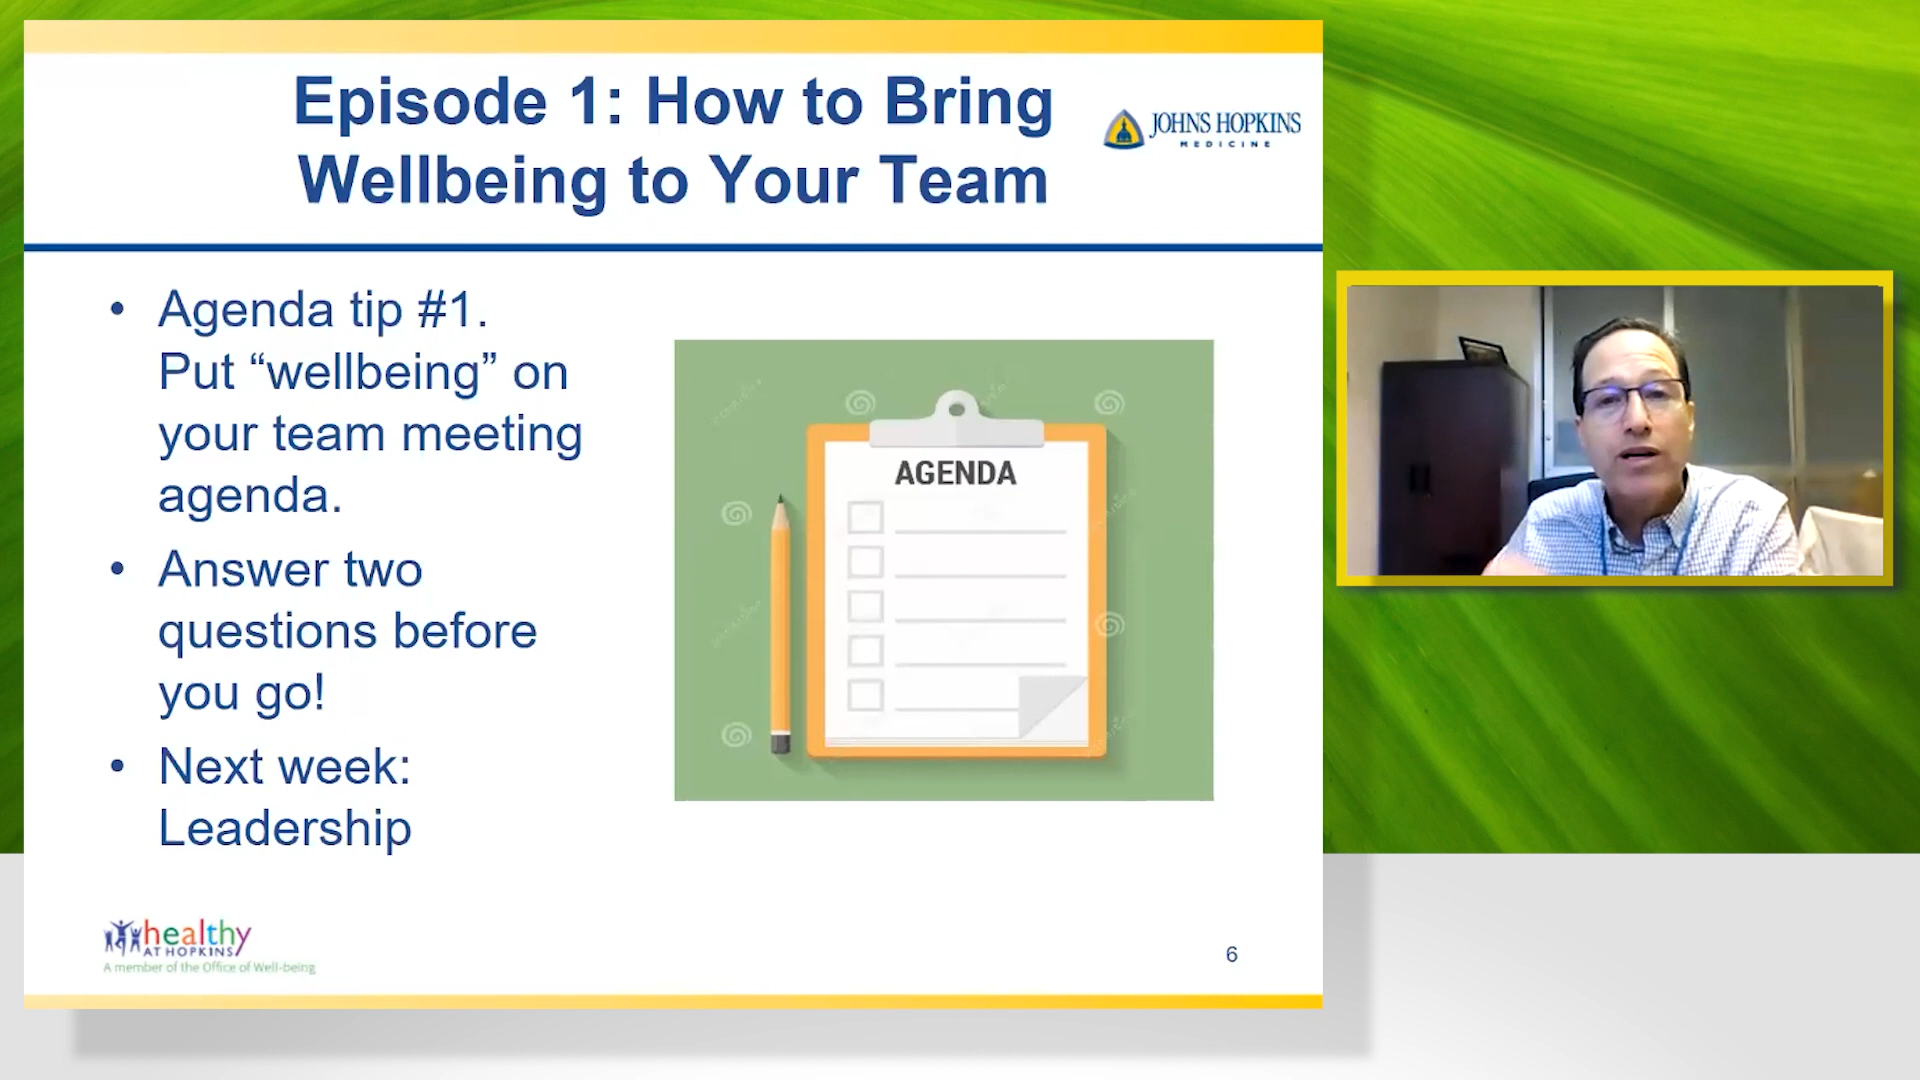 Episode 1: How to Bring
Wellbeing to Your Team
JOHNS HOPKINS
MEDICINE
• Agenda tip #1.
Put “wellbeing” on
your team meeting
agenda.
• Answer two
questions before
you go!
• Next week:
Leadership
AGENDA
healthy
AT HOPKINS
A member of the Office of Well-being
6